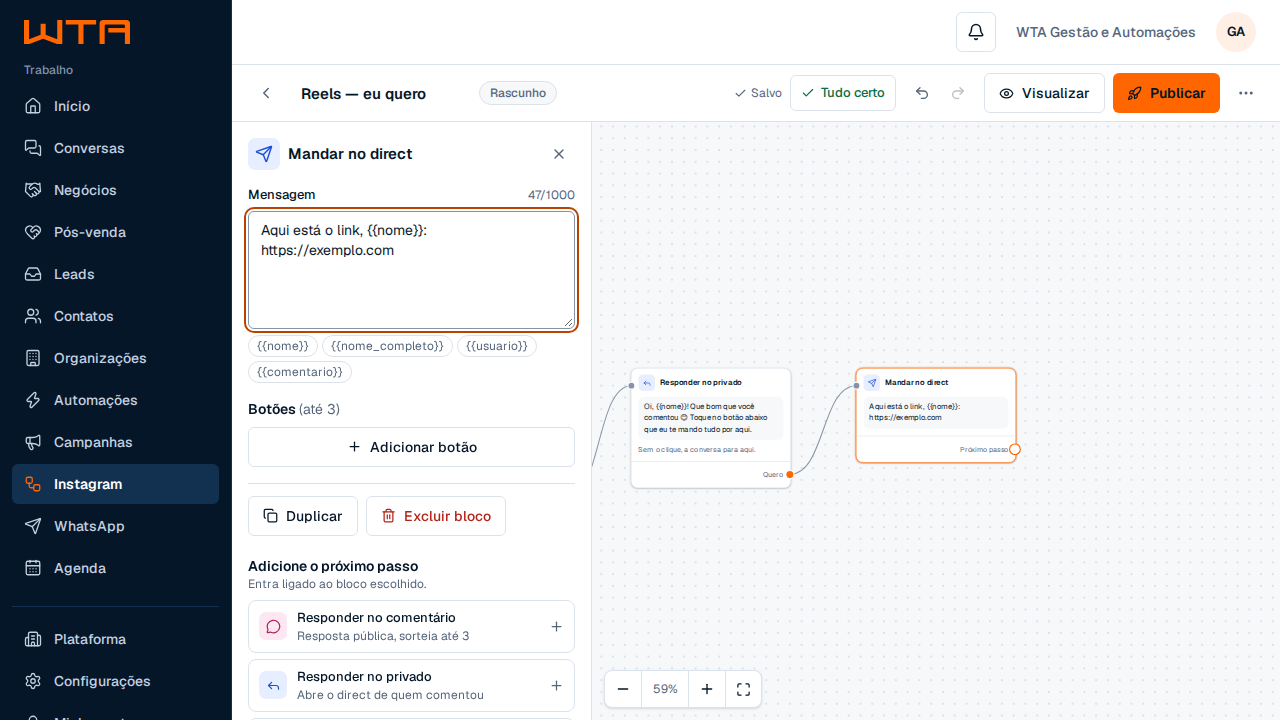 WTA
WTA Gestão e Automações
GA
Trabalho
Início
Conversas
Negócios
Pós-venda
Leads
Contatos
Organizações
Automações
Campanhas
Instagram
WhatsApp
Agenda
Plataforma
Configurações
Reels — eu quero
Rascunho
Salvo
Tudo certo
Visualizar
Publicar
Mandar no direct
Mensagem
47/1000
Aqui está o link, {{nome}}:
https://exemplo.com
{{nome}}
{{nome_completo}}
{{usuario}}
{{comentario}}
Botões (até 3)
Adicionar botão
Duplicar
Excluir bloco
Adicione o próximo passo
Entra ligado ao bloco escolhido.
Responder no comentário
Resposta pública, sorteia até 3
Responder no privado
Abre o direct de quem comentou
Responder no privado
Oi, {{nome}}! Que bom que você
comentou 😊 Toque no botão abaixo
que eu te mando tudo por aqui.
Sem o clique, a conversa para aqui.
Quero
Mandar no direct
Aqui está o link, {{nome}}:
https://exemplo.com
Próximo passo
59%